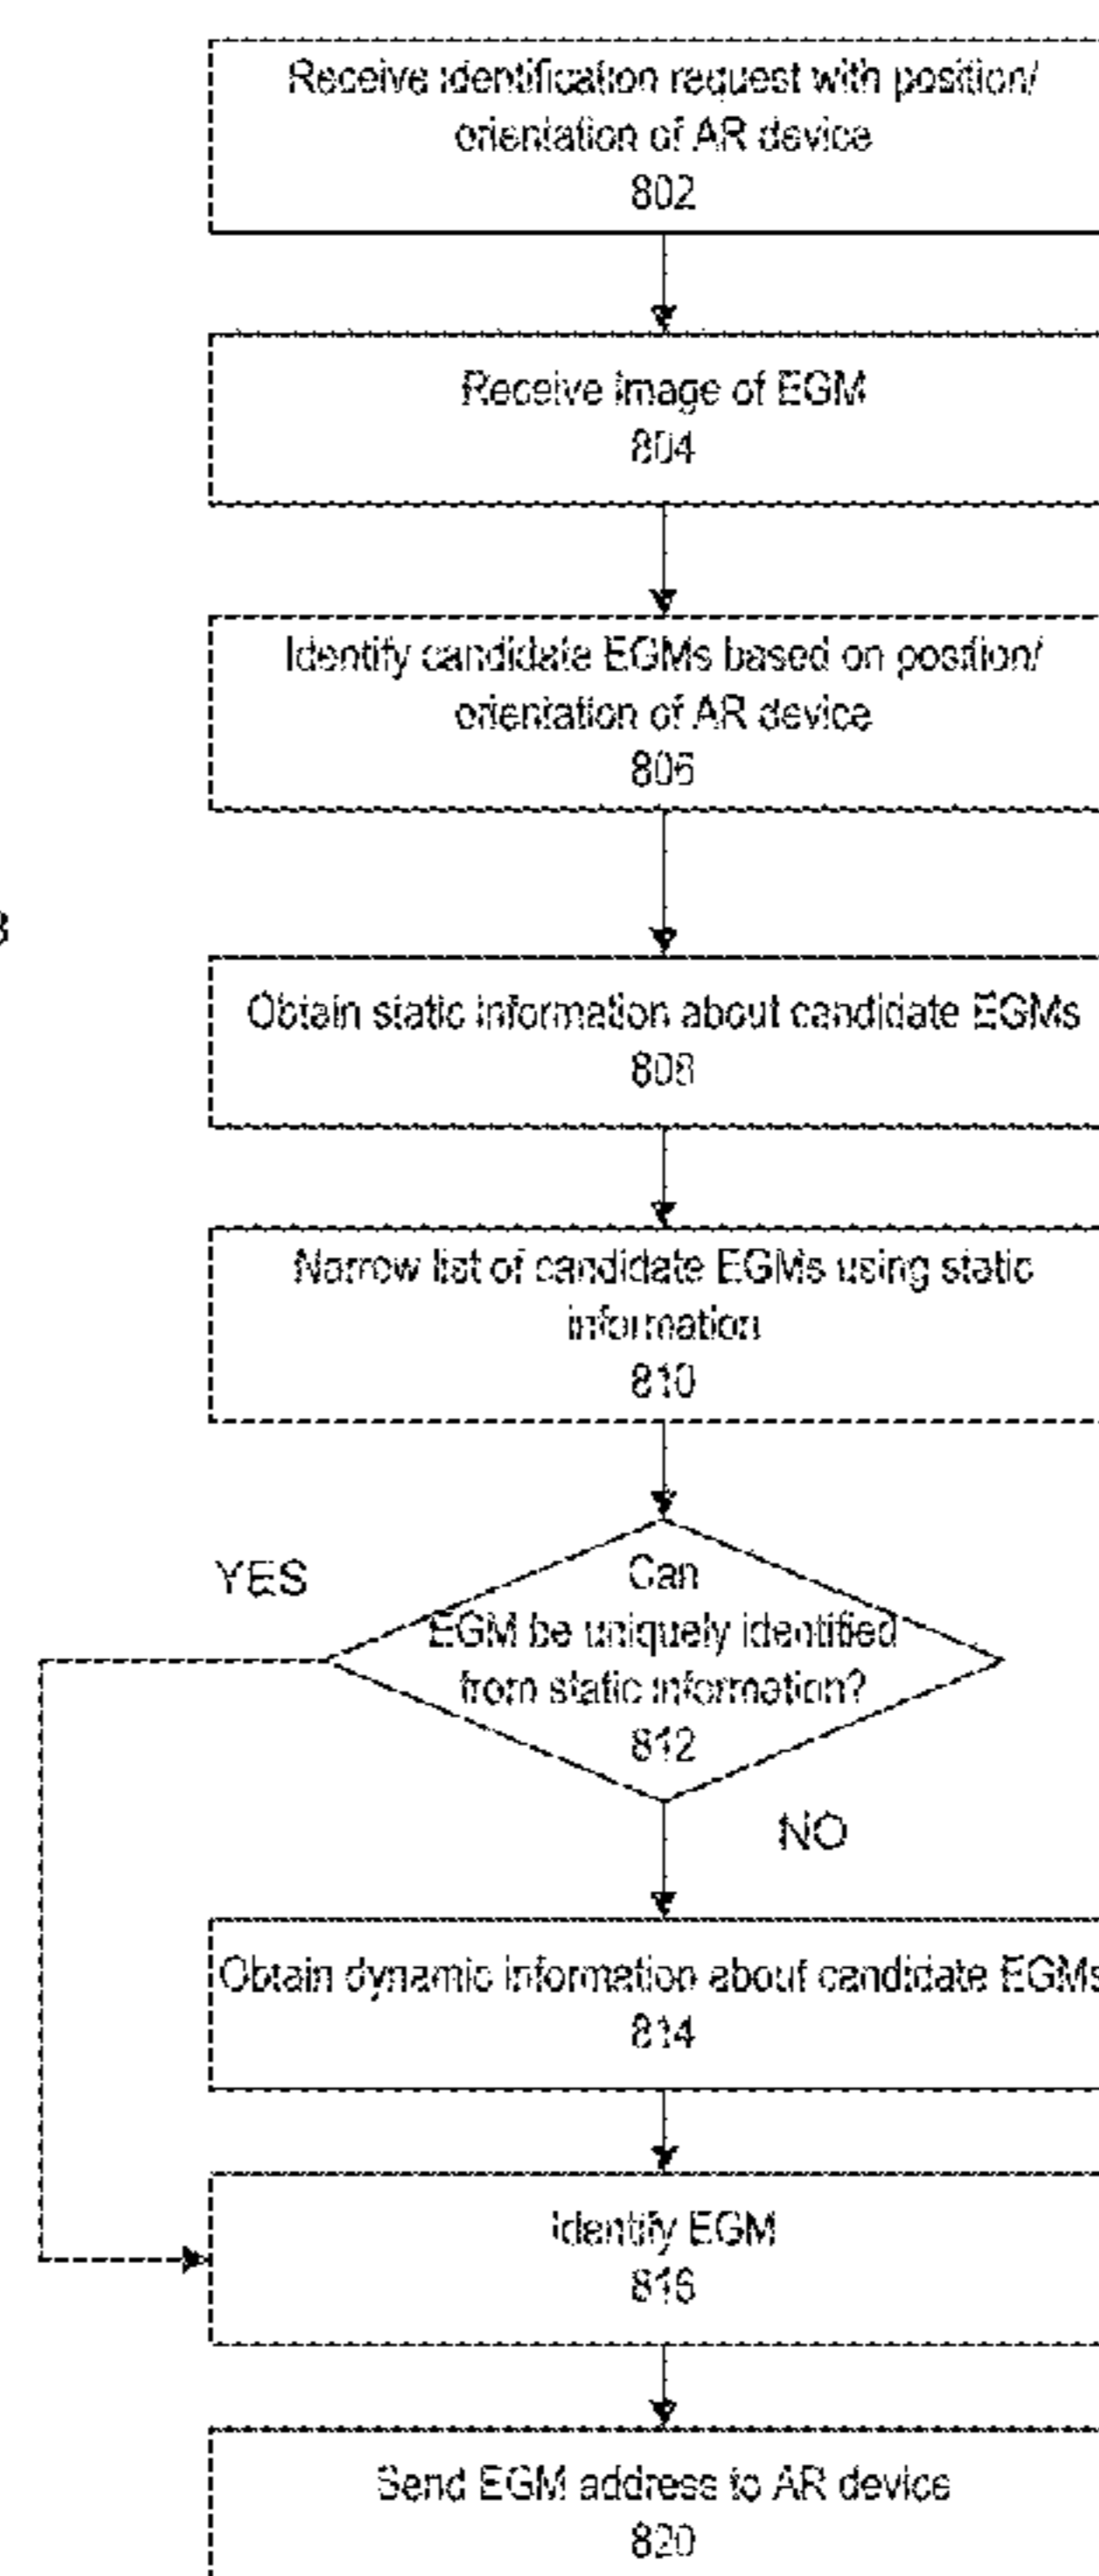 Receive identification request with position/
orientation of AR device
802
Receive image of EGM
804
Identify candidate EGMs based on position/
orientation of AR device
806
Obtain static information about candidate EGMs
808
Narrow list of candidate EGMs using static
information
810
YES
Can
EGM be uniquely identified
from static information?
812
NO
Obtain dynamic information about candidate EGMs
814
Identify EGM
816
Send EGM address to AR device
820